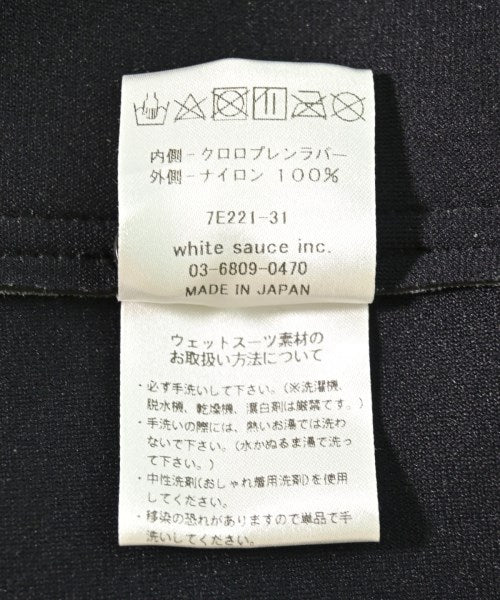 内側-クロロプレンラバー
外側-ナイロン 100%
7E221-31
white sauce inc.
03-6809-0470
MADE IN JAPAN
ウェットスーツ素材の
お取扱い方法について
・必ず手洗いして下さい。(※洗濯機、
脱水機、乾燥機、漂白剤は厳禁です。)
・手洗いの際には、熱いお湯では洗わ
ないで下さい。(水かぬるま湯で洗っ
て下さい。)
・中性洗剤(おしゃれ着用洗剤)を使用
してください。
・移染の恐れがありますので単品で手
洗いしてください。